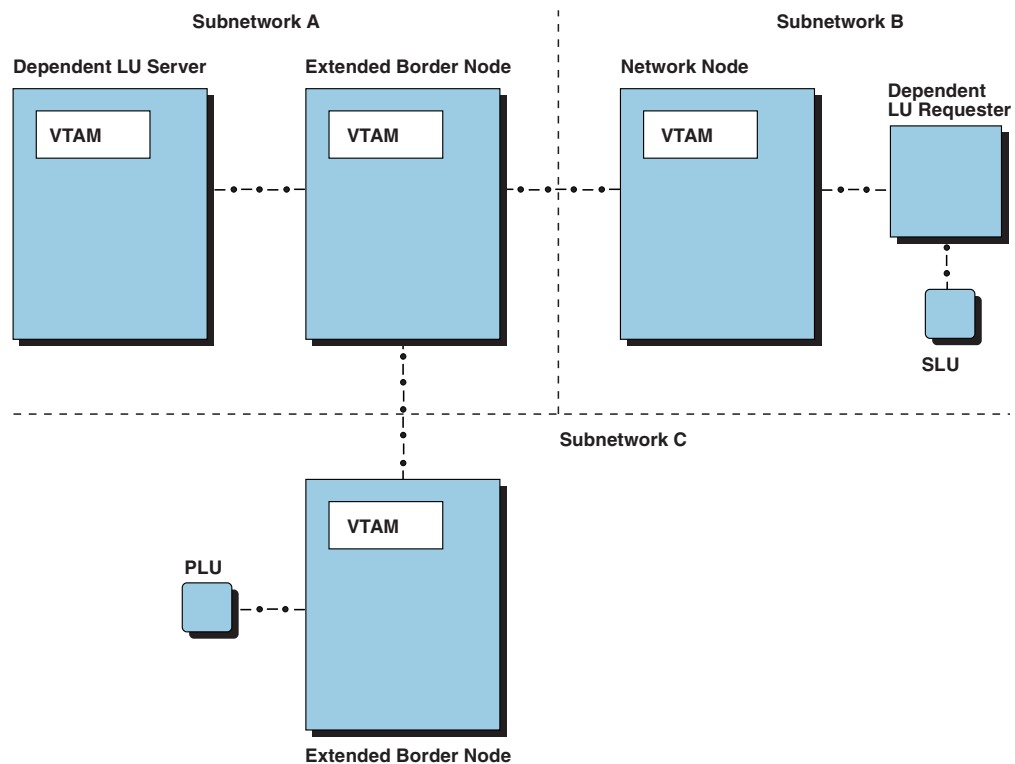 Subnetwork A
Subnetwork B
Dependent LU Server
Extended Border Node
Network Node
Dependent
LU Requester
VTAM
VTAM
VTAM
SLU
Subnetwork C
VTAM
PLU
Extended Border Node